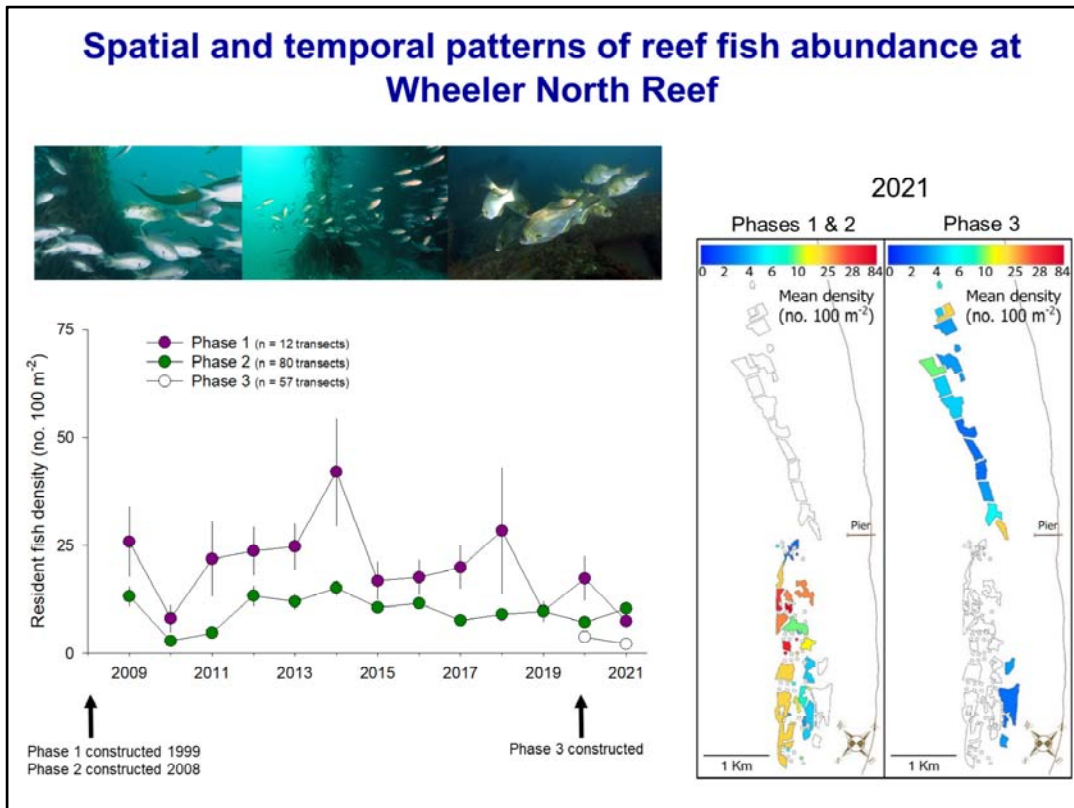 Spatial and temporal patterns of reef fish abundance at
Wheeler North Reef
75
50
25
0
Resident fish density (no. 100 m⁻²)
Phase 1 (n = 12 transects)
Phase 2 (n = 80 transects)
Phase 3 (n = 57 transects)
2009 2011 2013 2015 2017 2019 2021
Phase 1 constructed 1999
Phase 2 constructed 2008
Phase 3 constructed
2021
Phases 1 & 2
0 2 4 6 10 25 28 84
Mean density
(no. 100 m⁻²)
Pier
1 Km
Phase 3
0 2 4 6 10 25 28 84
Mean density
(no. 100 m⁻²)
Pier
1 Km